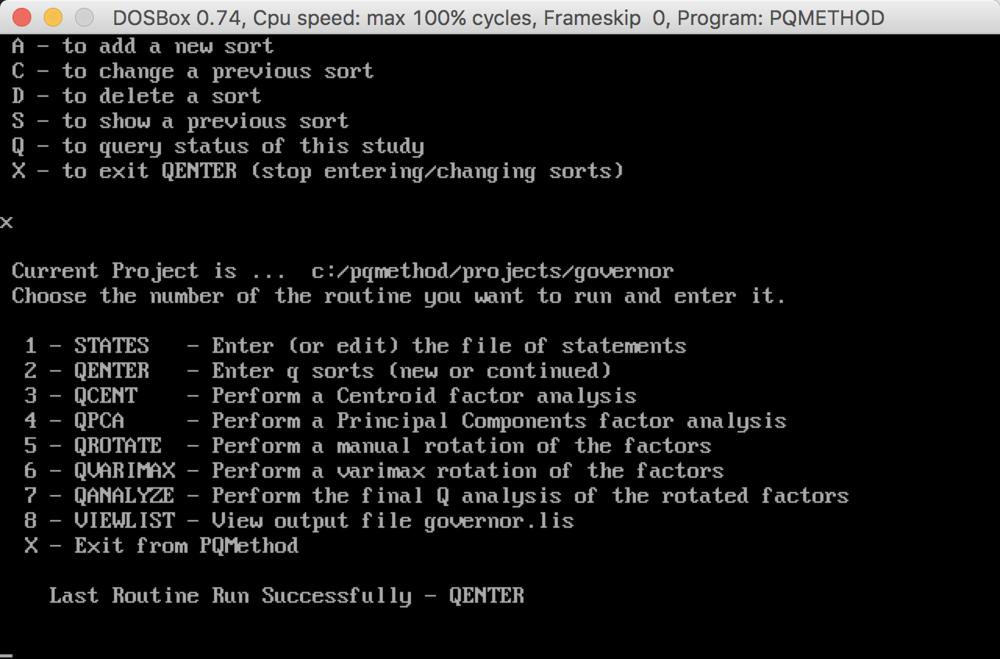 DOSBox 0.74, Cpu speed: max 100% cycles, Frameskip  0, Program: PQMETHOD
A - to add a new sort
C - to change a previous sort
D - to delete a sort
S - to show a previous sort
Q - to query status of this study
X - to exit QENTER (stop entering/changing sorts)
x
Current Project is ...  c:/pqmethod/projects/governor
Choose the number of the routine you want to run and enter it.
1 - STATES   - Enter (or edit) the file of statements
2 - QENTER   - Enter q sorts (new or continued)
3 - QCENT    - Perform a Centroid factor analysis
4 - QPCA     - Perform a Principal Components factor analysis
5 - QROTATE  - Perform a manual rotation of the factors
6 - QVARIMAX - Perform a varimax rotation of the factors
7 - QANALYZE - Perform the final Q analysis of the rotated factors
8 - VIEWLIST - View output file governor.lis
X - Exit from PQMethod
Last Routine Run Successfully - QENTER
_